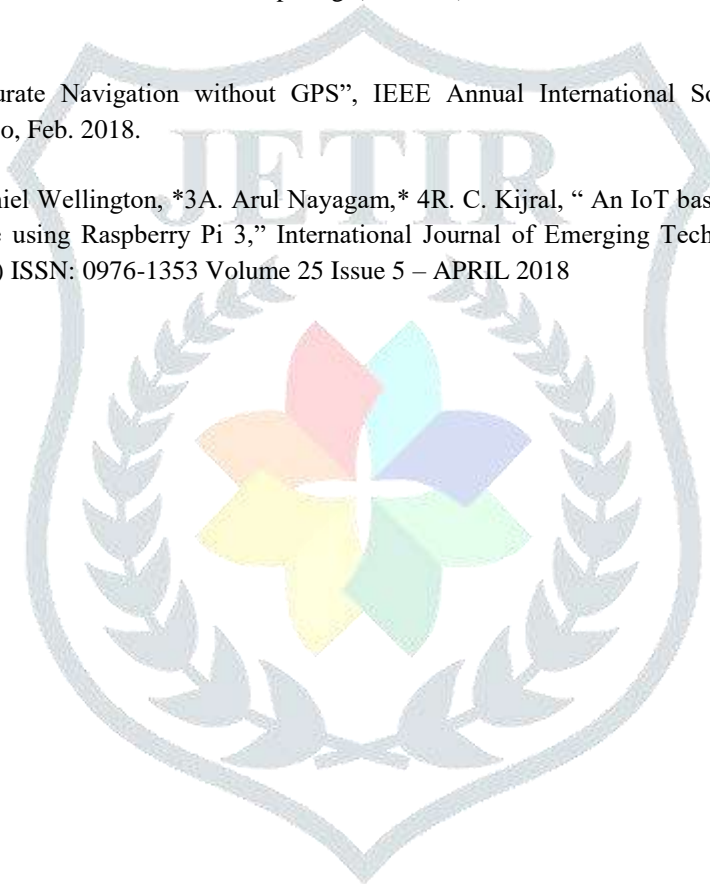 urate Navigation without GPS”, IEEE Annual International So
o, Feb. 2018.
JETIR
niel Wellington, *3A. Arul Nayagam,* 4R. C. Kijral, “ An IoT bas
e using Raspberry Pi 3,” International Journal of Emerging Tech
) ISSN: 0976-1353 Volume 25 Issue 5 – APRIL 2018